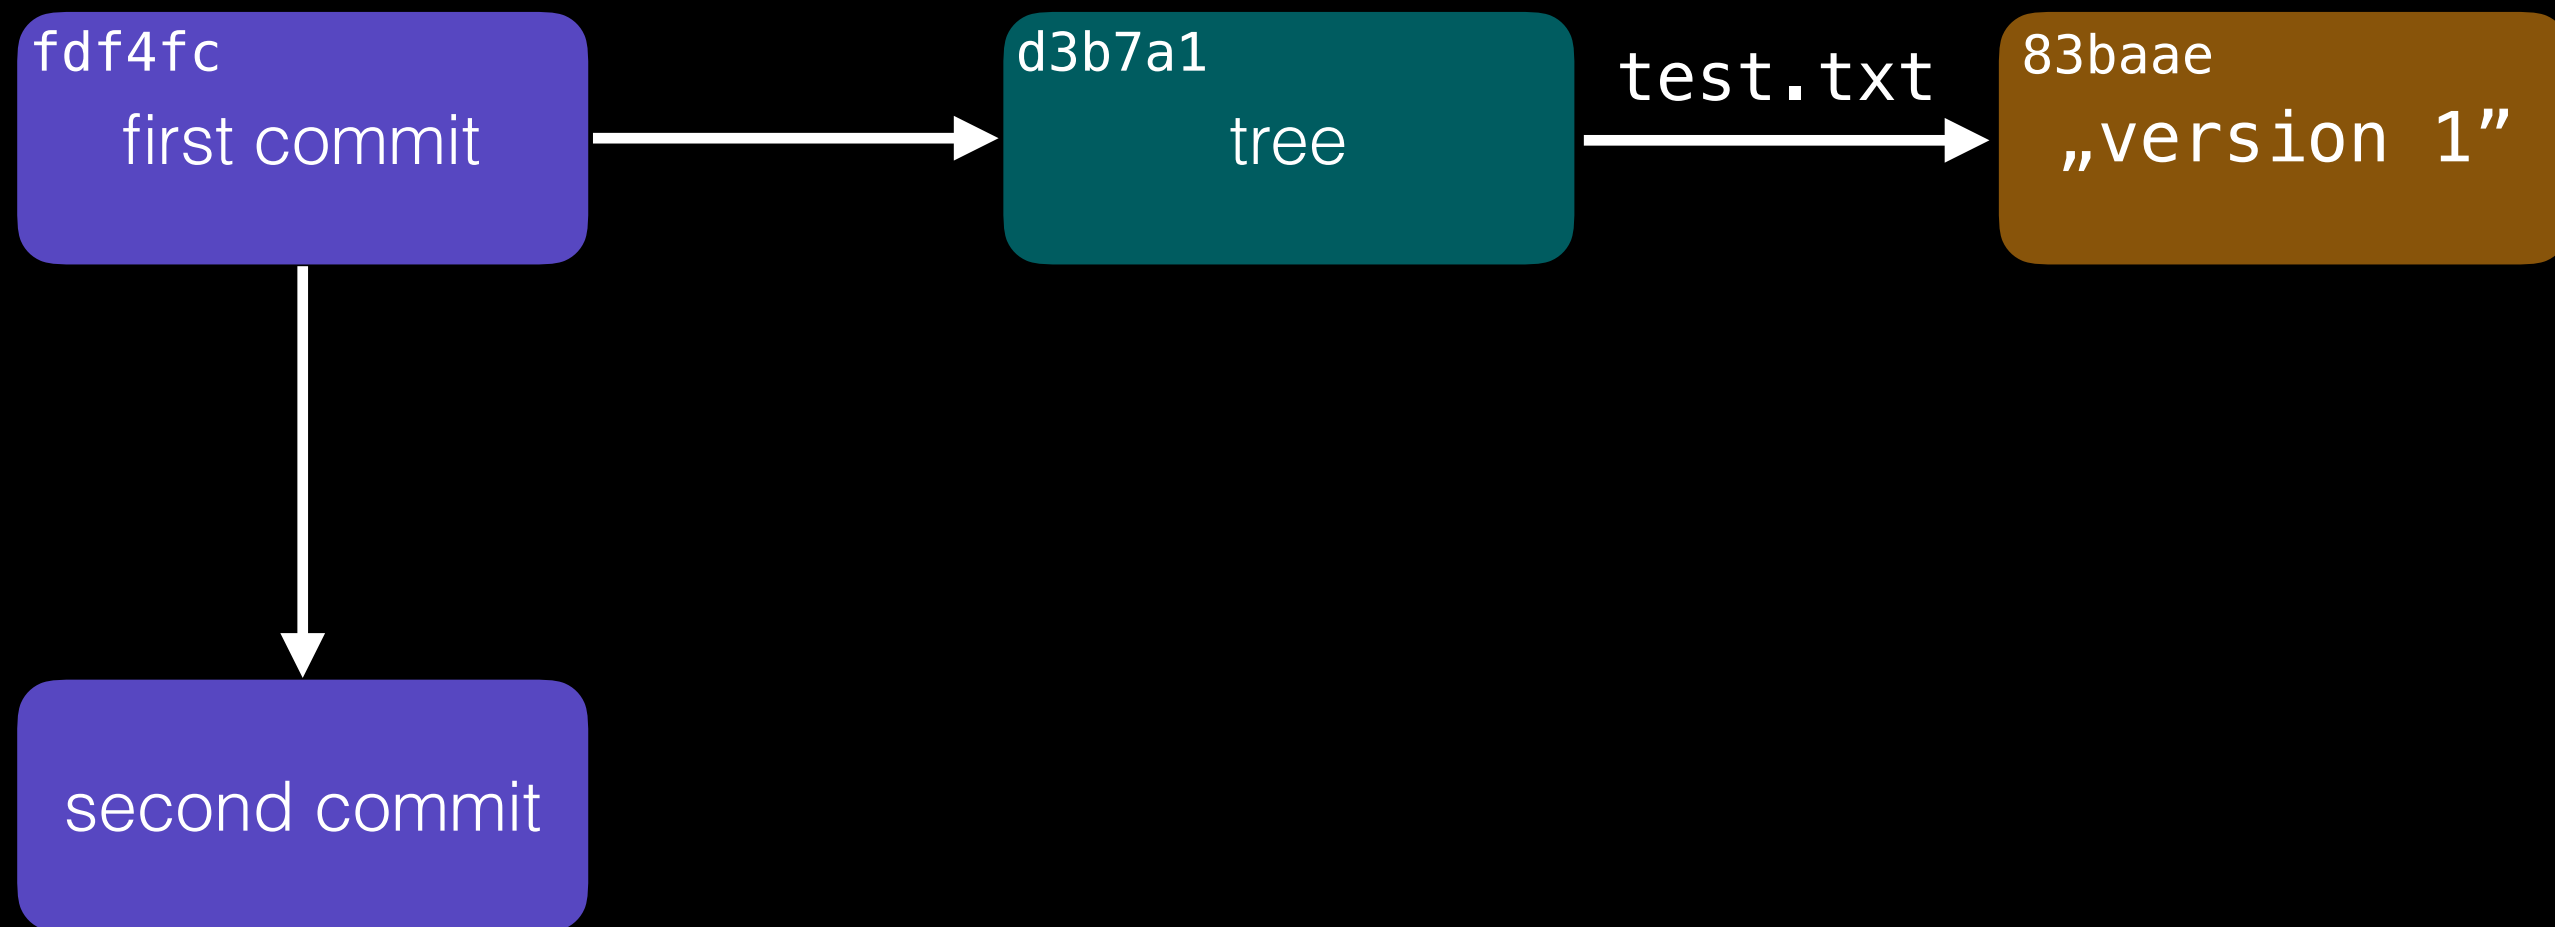 fdf4fc
first commit
d3b7a1
tree
test.txt
83baae
„version 1”
second commit